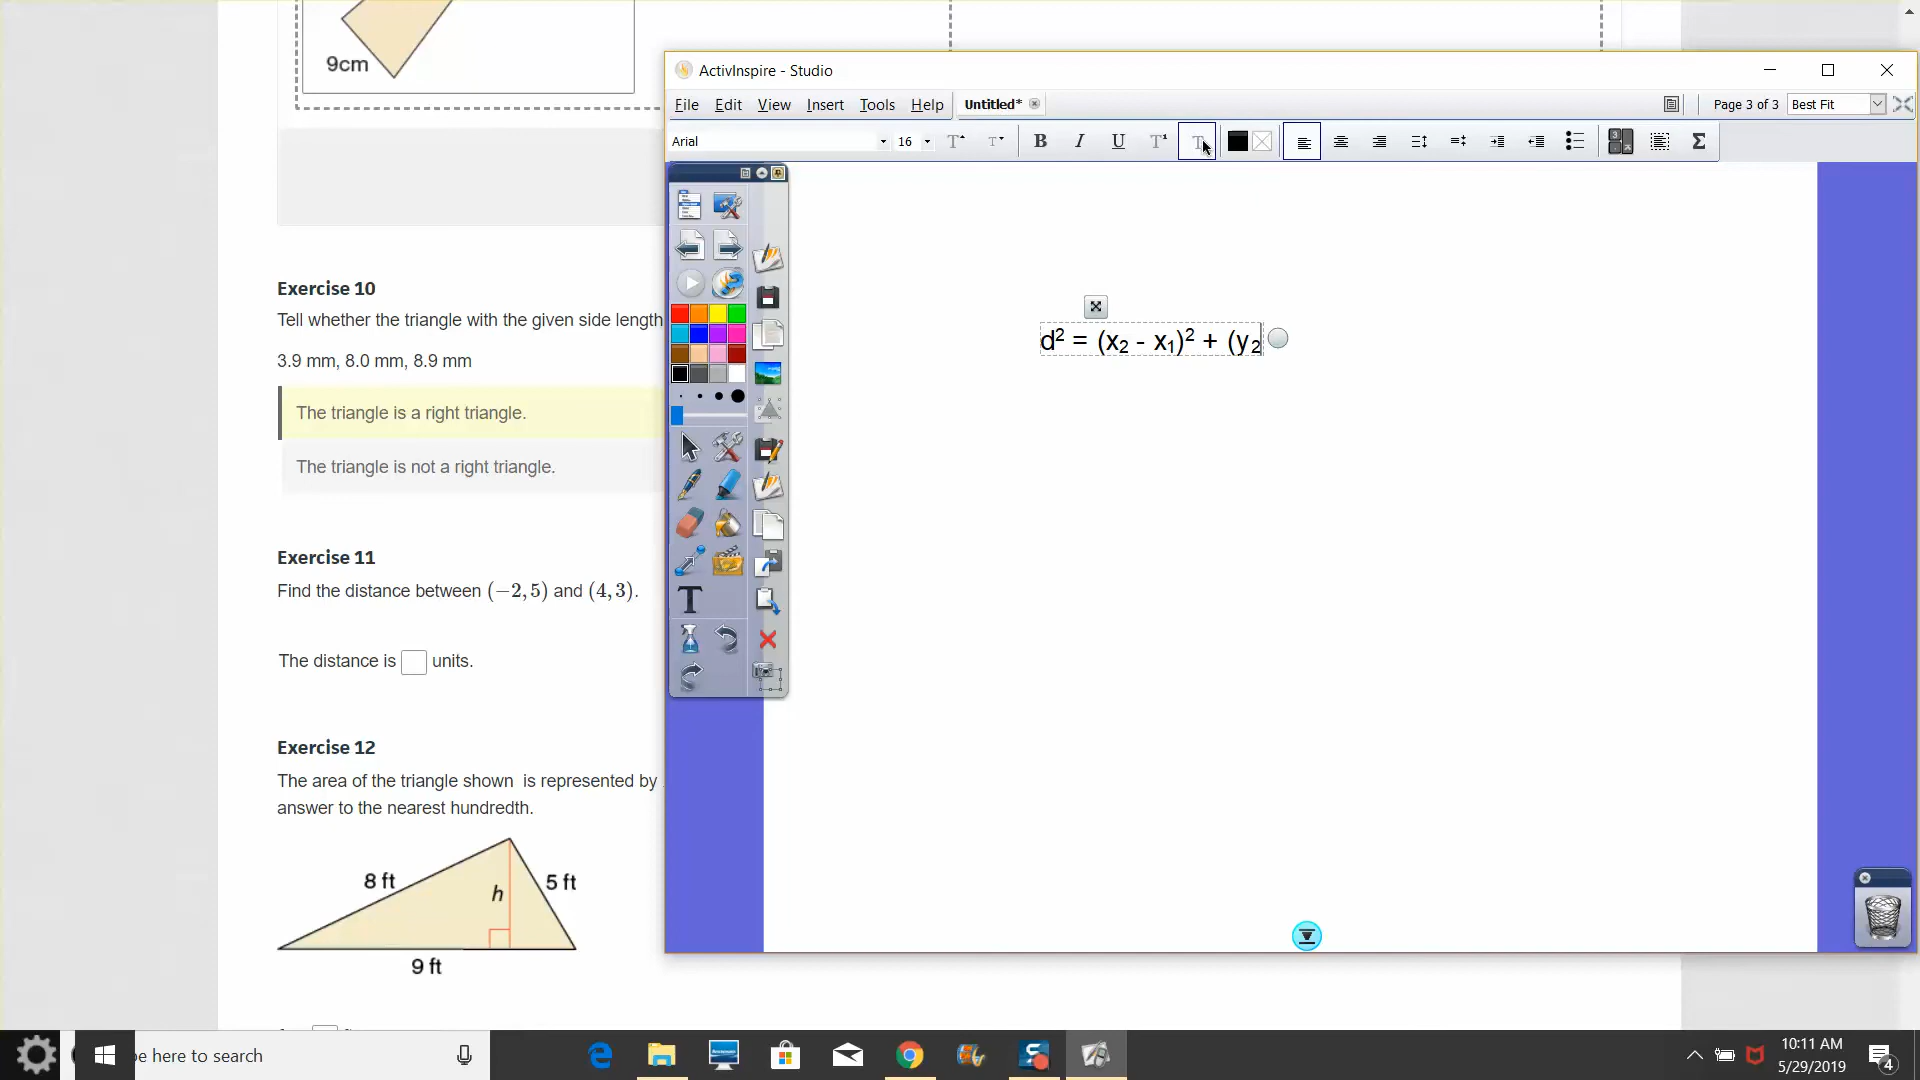 9cm
ActivInspire - Studio
File Edit View Insert Tools Help Untitled* Page 3 of 3 Best Fit
Arial 16 B I U
Exercise 10
Tell whether the triangle with the given side length
3.9 mm, 8.0 mm, 8.9 mm
The triangle is a right triangle.
The triangle is not a right triangle.
d² = (x₂ - x₁)² + (y₂
Exercise 11
Find the distance between (−2, 5) and (4, 3).
The distance is units.
Exercise 12
The area of the triangle shown is represented by
answer to the nearest hundredth.
8 ft
h
5 ft
9 ft
be here to search
10:11 AM
5/29/2019
4